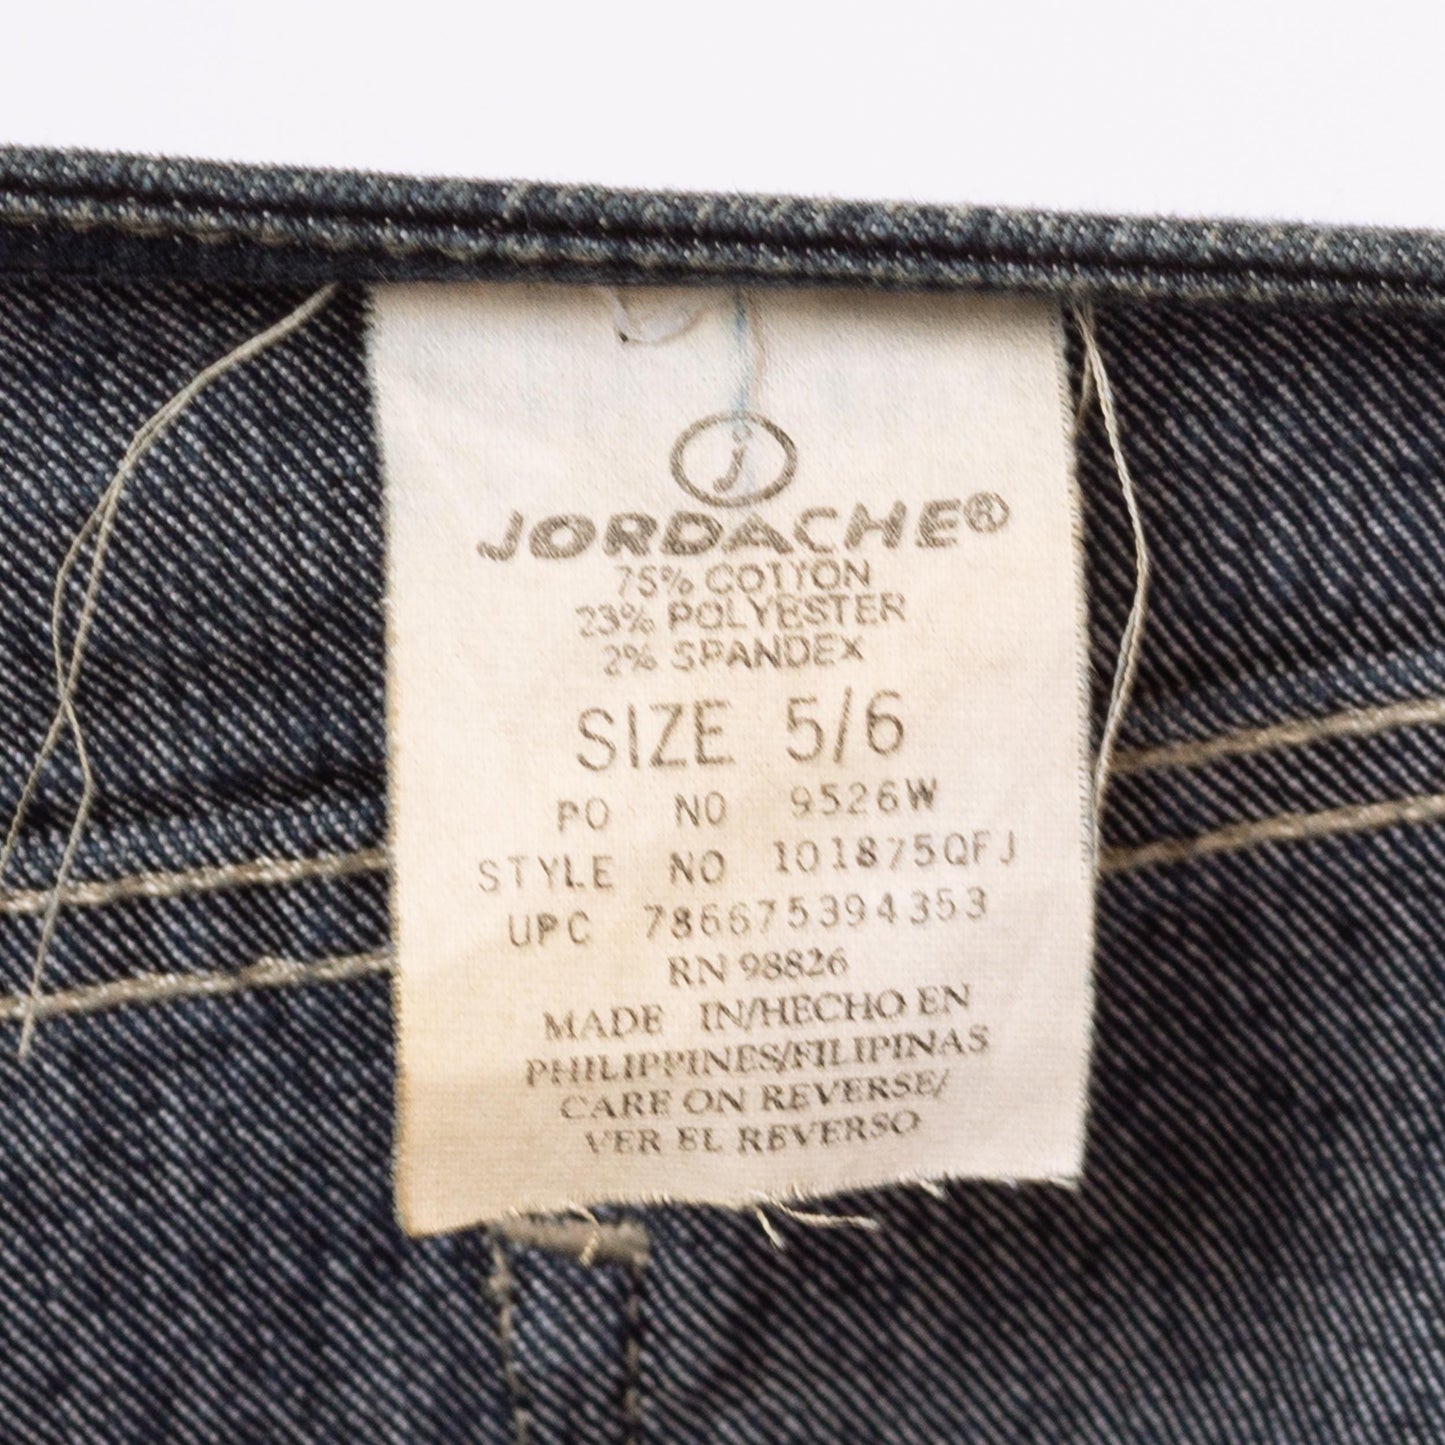 j
JORDACHE®
75% COTTON
23% POLYESTER
2% SPANDEX
SIZE 5/6
PO NO 9526W
STYLE NO 101875QFJ
UPC 786675394353
RN 98826
MADE IN/HECHO EN
PHILIPPINES/FILIPINAS
CARE ON REVERSE/
VER EL REVERSO